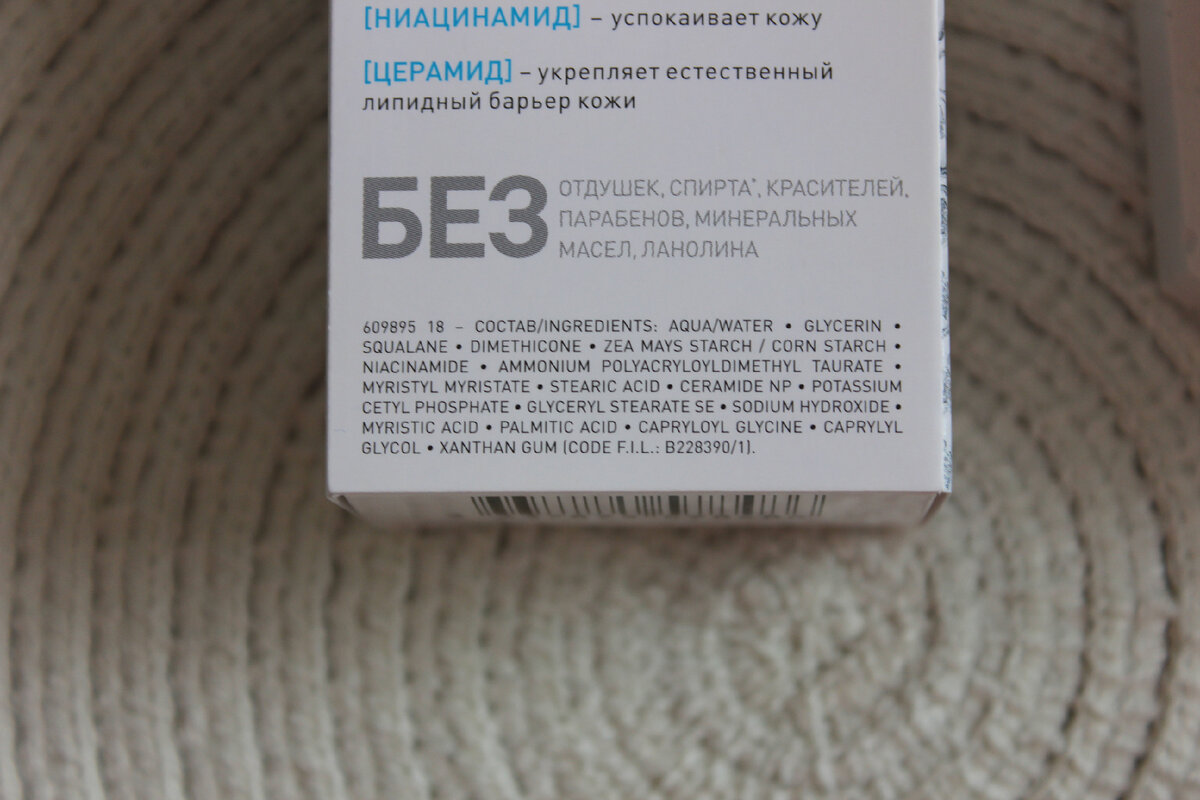 [НИАЦИНАМИД] – успокаивает кожу
[ЦЕРАМИД] – укрепляет естественный
липидный барьер кожи
БЕЗ ОТДУШЕК, СПИРТА*, КРАСИТЕЛЕЙ,
ПАРАБЕНОВ, МИНЕРАЛЬНЫХ
МАСЕЛ, ЛАНОЛИНА
609895 18 – СОСТАВ/INGREDIENTS: AQUA/WATER • GLYCERIN •
SQUALANE • DIMETHICONE • ZEA MAYS STARCH / CORN STARCH •
NIACINAMIDE • AMMONIUM POLYACRYLOYLDIMETHYL TAURATE •
MYRISTYL MYRISTATE • STEARIC ACID • CERAMIDE NP • POTASSIUM
CETYL PHOSPHATE • GLYCERYL STEARATE SE • SODIUM HYDROXIDE •
MYRISTIC ACID • PALMITIC ACID • CAPRYLOYL GLYCINE • CAPRYLYL
GLYCOL • XANTHAN GUM (CODE F.I.L.: B228390/1).